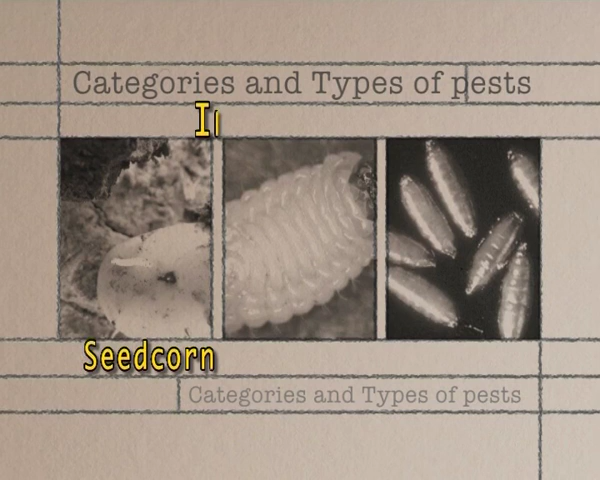 Categories and Types of pests
Seedcorn
Categories and Types of pests